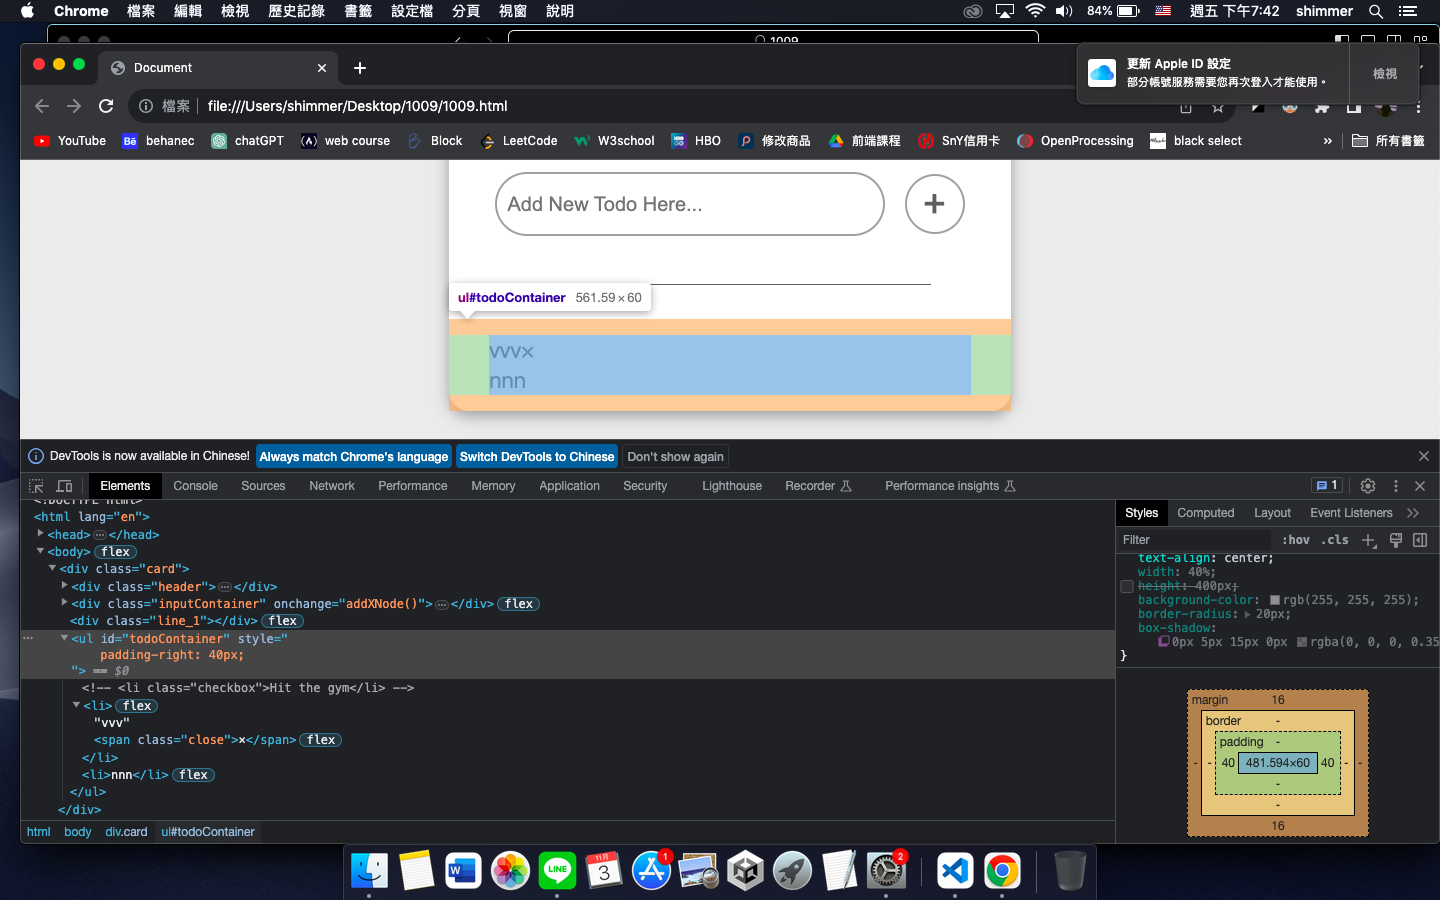 Chrome 檔案 編輯 檢視 歷史記錄 書籤 設定檔 分頁 視窗 說明 84% 週五 下午7:42 shimmer
1009
Document
更新 Apple ID 設定
部分帳號服務需要您再次登入才能使用。
檢視
檔案 file:///Users/shimmer/Desktop/1009/1009.html
YouTube Bē behanec chatGPT web course Block LeetCode W3school HBO 修改商品 前端課程 SnY信用卡 OpenProcessing black select » 所有書籤
Add New Todo Here...
+
ul#todoContainer 561.59×60
vvv×
nnn
DevTools is now available in Chinese! Always match Chrome's language Switch DevTools to Chinese Don't show again
Elements Console Sources Network Performance Memory Application Security Lighthouse Recorder Performance insights 1
<!DOCTYPE html>
<html lang="en">
<head>…</head>
<body> flex
<div class="card">
<div class="header">…</div>
<div class="inputContainer" onchange="addXNode()">…</div> flex
<div class="line_1"></div> flex
<ul id="todoContainer" style="
padding-right: 40px;
"> == $0
<!-- <li class="checkbox">Hit the gym</li> -->
<li> flex
"vvv"
<span class="close">×</span> flex
</li>
<li>nnn</li> flex
</ul>
</div>
html body div.card ul#todoContainer
Styles Computed Layout Event Listeners
Filter :hov .cls
text-align: center;
width: 40%;
height: 400px;
background-color: rgb(255, 255, 255);
border-radius: 20px;
box-shadow:
0px 5px 15px 0px rgba(0, 0, 0, 0.35
}
margin 16
border -
padding -
- - 40 481.594×60 40 - -
-
-
16
W LINE 11月 3 1 2